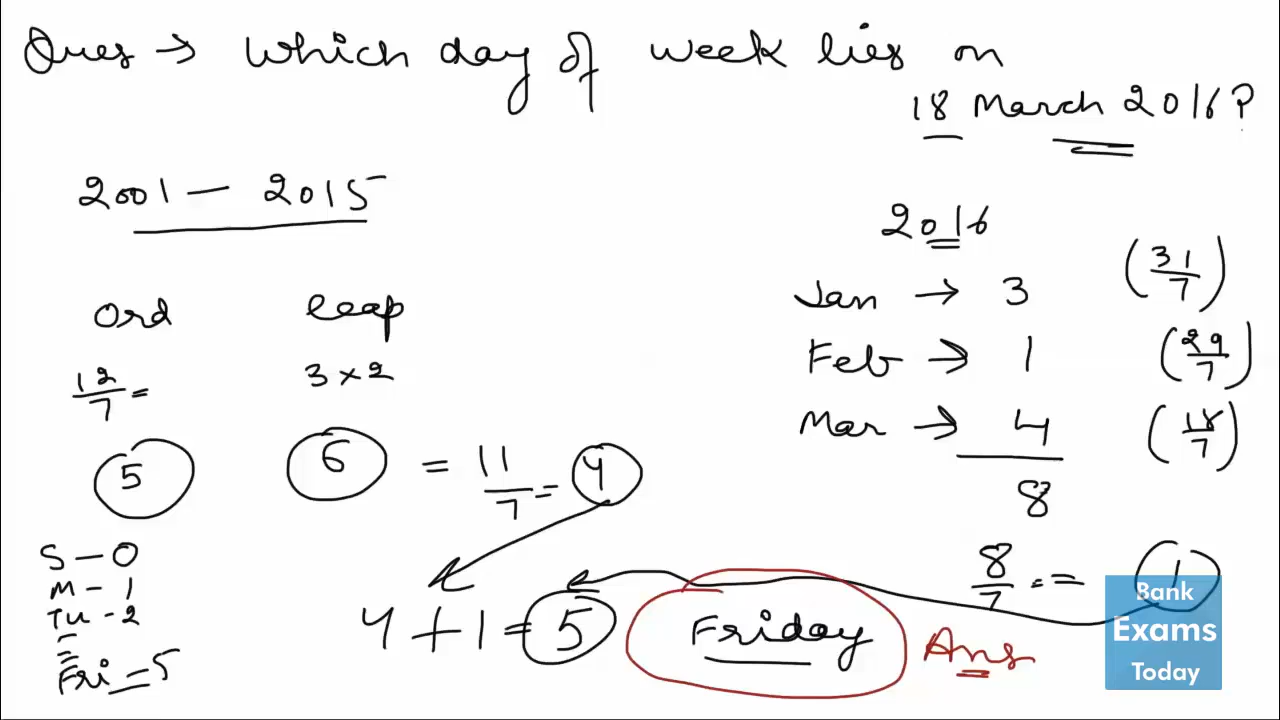 Ques → Which day of week lies on
18 March 2016?
2001 — 2015
Ord leap
12/7 = 3 × 2
5 6 = 11/7 = 4
S — 0
M - 1
Tu - 2
Fri = 5
2016
Jan → 3 (31/7)
Feb → 1 (29/7)
Mar → 4 (18/7)
8
8/7 = = 1
4 + 1 = 5 Friday Ans
Bank
Exams
Today